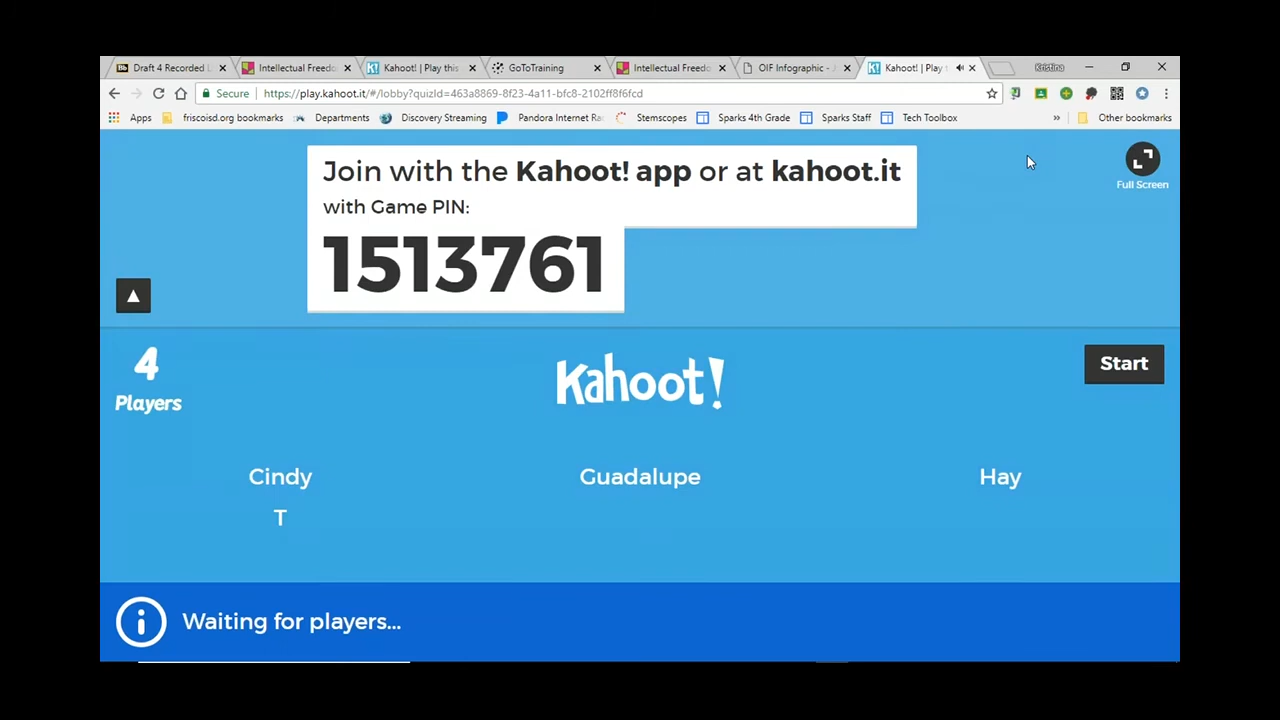 Draft 4 Recorded
Intellectual Freedo
Kahoot! | Play this
GoToTraining
Intellectual Freedo
OIF Infographic -
Kahoot! | Play
Kristina
Secure
https://play.kahoot.it/#/lobby?quizId=463a8869-8f23-4a11-bfc8-2102ff8f6fcd
Apps
friscoisd.org bookmarks
Departments
Discovery Streaming
Pandora Internet Ra
Stemscopes
Sparks 4th Grade
Sparks Staff
Tech Toolbox
»
Other bookmarks
Join with the Kahoot! app or at kahoot.it
with Game PIN:
1513761
Full Screen
4
Players
Kahoot!
Start
Cindy
Guadalupe
Hay
T
Waiting for players...